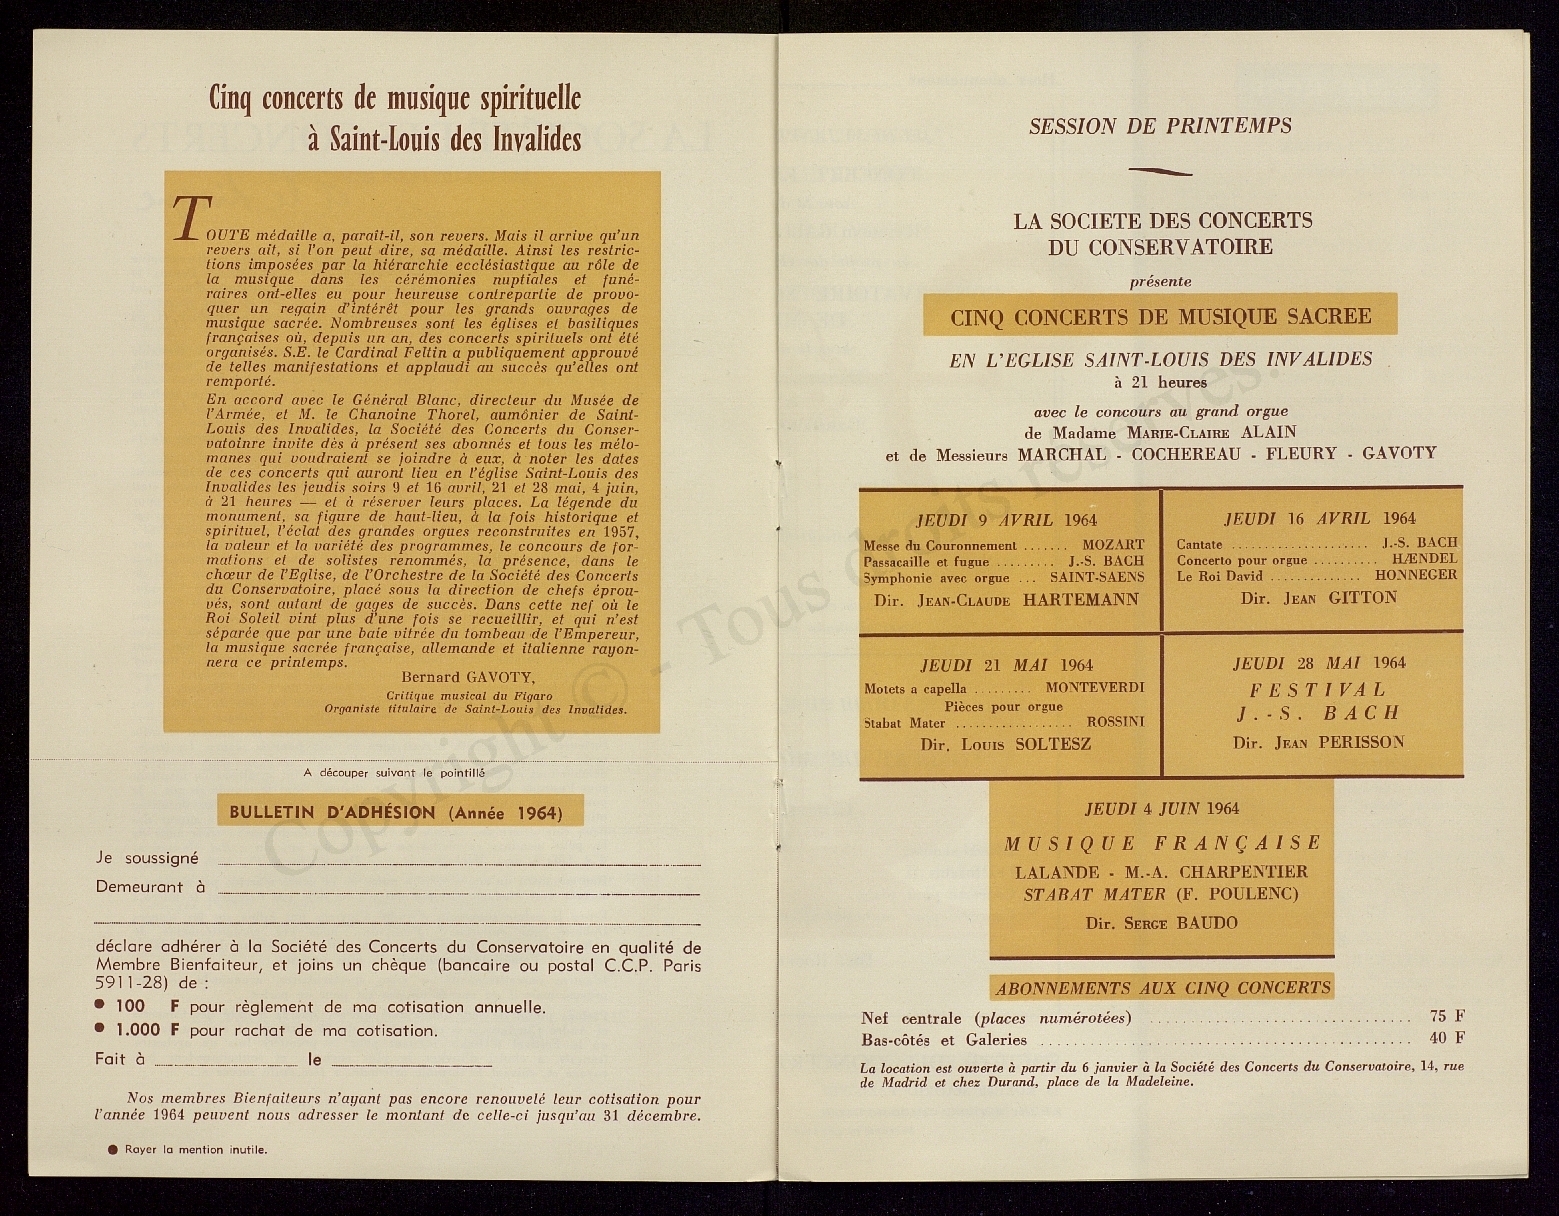 Cinq concerts de musique spirituelle
à Saint-Louis des Invalides
TOUTE médaille a, paraît-il, son revers. Mais il arrive qu'un
revers ait, si l'on peut dire, sa médaille. Ainsi les restric-
tions imposées par la hiérarchie ecclésiastique au rôle de
la musique dans les cérémonies nuptiales et funé-
raires ont-elles eu pour heureuse contrepartie de provo-
quer un regain d'intérêt pour les grands ouvrages de
musique sacrée. Nombreuses sont les églises et basiliques
françaises où, depuis un an, des concerts spirituels ont été
organisés. S.E. le Cardinal Feltin a publiquement approuvé
de telles manifestations et applaudi au succès qu'elles ont
remporté.
En accord avec le Général Blanc, directeur du Musée de
l'Armée, et M. le Chanoine Thorel, aumônier de Saint-
Louis des Invalides, la Société des Concerts du Conser-
vatoinre invite dès à présent ses abonnés et tous les mélo-
manes qui voudraient se joindre à eux, à noter les dates
de ces concerts qui auront lieu en l'église Saint-Louis des
Invalides les jeudis soirs 9 et 16 avril, 21 et 28 mai, 4 juin,
à 21 heures — et à réserver leurs places. La légende du
monument, sa figure de haut-lieu, à la fois historique et
spirituel, l'éclat des grandes orgues reconstruites en 1957,
la valeur et la variété des programmes, le concours de for-
mations et de solistes renommés, la présence, dans le
chœur de l'Eglise, de l'Orchestre de la Société des Concerts
du Conservatoire, placé sous la direction de chefs éprou-
vés, sont autant de gages de succès. Dans cette nef où le
Roi Soleil vint plus d'une fois se recueillir, et qui n'est
séparée que par une baie vitrée du tombeau de l'Empereur,
la musique sacrée française, allemande et italienne rayon-
nera ce printemps.
Bernard GAVOTY,
Critique musical du Figaro
Organiste titulaire de Saint-Louis des Invalides.
A découper suivant le pointillé
BULLETIN D'ADHÉSION (Année 1964)
Je soussigné
Demeurant à
déclare adhérer à la Société des Concerts du Conservatoire en qualité de
Membre Bienfaiteur, et joins un chèque (bancaire ou postal C.C.P. Paris
5911-28) de :
● 100 F pour règlement de ma cotisation annuelle.
● 1.000 F pour rachat de ma cotisation.
Fait à le
Nos membres Bienfaiteurs n'ayant pas encore renouvelé leur cotisation pour
l'année 1964 peuvent nous adresser le montant de celle-ci jusqu'au 31 décembre.
● Rayer la mention inutile.
SESSION DE PRINTEMPS
LA SOCIETE DES CONCERTS
DU CONSERVATOIRE
présente
CINQ CONCERTS DE MUSIQUE SACREE
EN L'EGLISE SAINT-LOUIS DES INVALIDES
à 21 heures
avec le concours au grand orgue
de Madame MARIE-CLAIRE ALAIN
et de Messieurs MARCHAL - COCHEREAU - FLEURY - GAVOTY
JEUDI 9 AVRIL 1964
Messe du Couronnement ....... MOZART
Passacaille et fugue ......... J.-S. BACH
Symphonie avec orgue ... SAINT-SAENS
Dir. JEAN-CLAUDE HARTEMANN
JEUDI 16 AVRIL 1964
Cantate .................... J.-S. BACH
Concerto pour orgue .......... HÆNDEL
Le Roi David ............. HONNEGER
Dir. JEAN GITTON
JEUDI 21 MAI 1964
Motets a capella ......... MONTEVERDI
Pièces pour orgue
Stabat Mater ................. ROSSINI
Dir. LOUIS SOLTESZ
JEUDI 28 MAI 1964
FESTIVAL
J.-S. BACH
Dir. JEAN PERISSON
JEUDI 4 JUIN 1964
MUSIQUE FRANÇAISE
LALANDE - M.-A. CHARPENTIER
STABAT MATER (F. POULENC)
Dir. SERGE BAUDO
ABONNEMENTS AUX CINQ CONCERTS
Nef centrale (places numérotées) ................................ 75 F
Bas-côtés et Galeries ............................................. 40 F
La location est ouverte à partir du 6 janvier à la Société des Concerts du Conservatoire, 14, rue
de Madrid et chez Durand, place de la Madeleine.
Copyright © - Tous droits reservés.